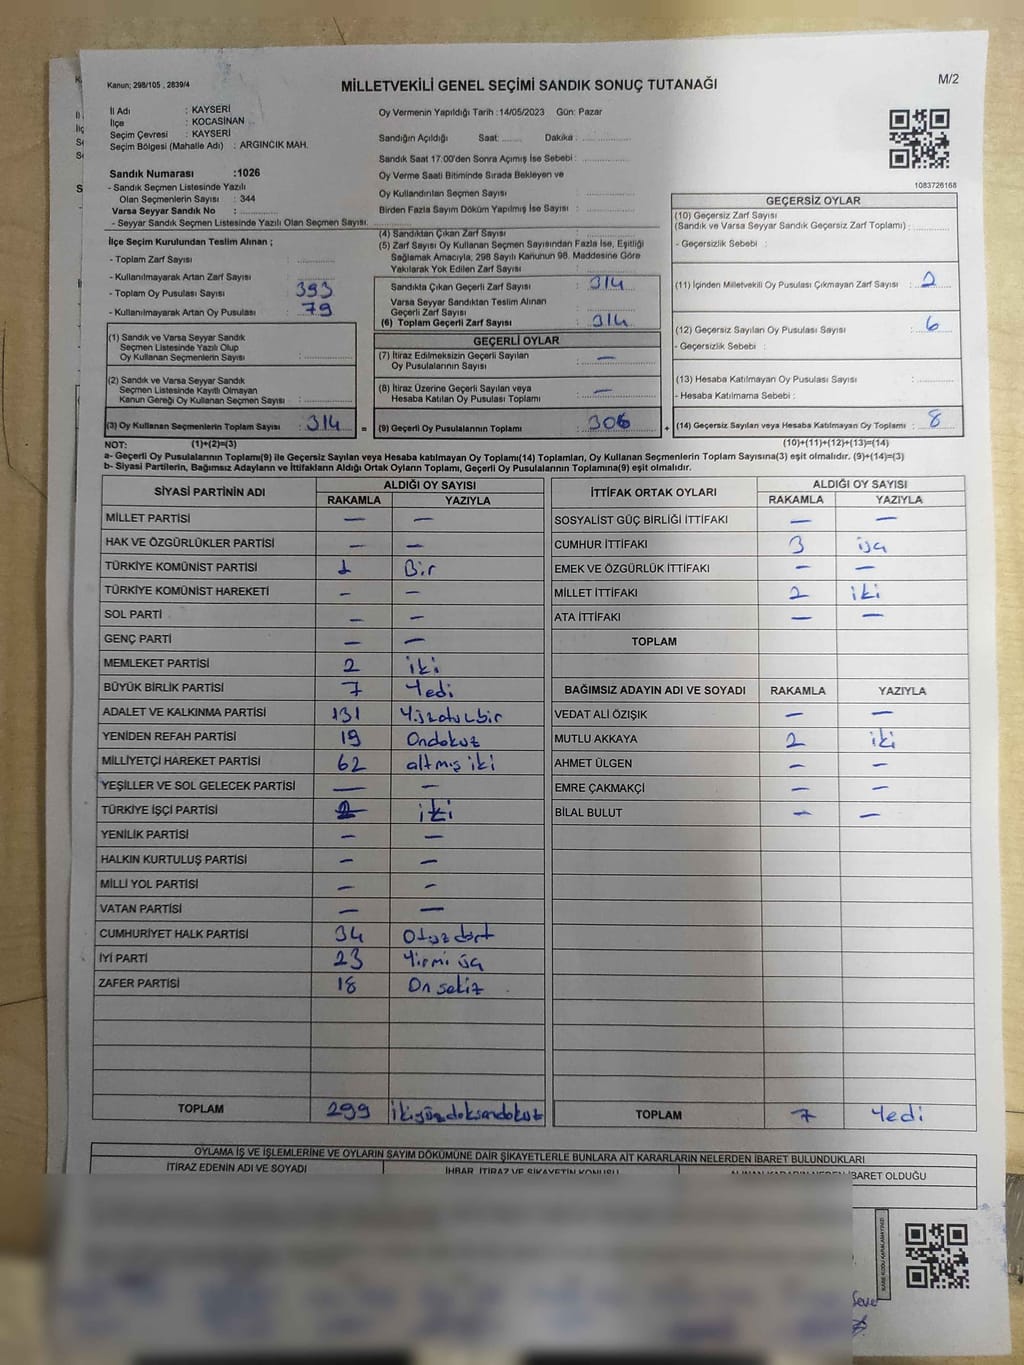 Kanun; 298/105 , 2839/4
MİLLETVEKİLİ GENEL SEÇİMİ SANDIK SONUÇ TUTANAĞI
M/2
İl Adı : KAYSERİ
İlçe : KOCASİNAN
Seçim Çevresi : KAYSERİ
Seçim Bölgesi (Mahalle Adı) : ARGINCIK MAH.
Oy Vermenin Yapıldığı Tarih :14/05/2023 Gün: Pazar
Sandığın Açıldığı Saat: ...... Dakika : ..............
Sandık Saat 17.00'den Sonra Açımış İse Sebebi : ..............
Oy Verme Saati Bitiminde Sırada Bekleyen ve
Oy Kullandırılan Seçmen Sayısı : ..............
Birden Fazla Sayım Döküm Yapılmış İse Sayısı : ..............
1083726168
Sandık Numarası :1026
- Sandık Seçmen Listesinde Yazılı
Olan Seçmenlerin Sayısı : 344
Varsa Seyyar Sandık No : ..............
- Seyyar Sandık Seçmen Listesinde Yazılı Olan Seçmen Sayısı. ..............
İlçe Seçim Kurulundan Teslim Alınan ;
- Toplam Zarf Sayısı : ..............
- Kullanılmayarak Artan Zarf Sayısı : ..............
- Toplam Oy Pusulası Sayısı : 393
- Kullanılmayarak Artan Oy Pusulası : 79
(1) Sandık ve Varsa Seyyar Sandık
Seçmen Listesinde Yazılı Olup
Oy Kullanan Seçmenlerin Sayısı : ..............
(2) Sandık ve Varsa Seyyar Sandık
Seçmen Listesinde Kayıtlı Olmayan
Kanun Gereği Oy Kullanan Seçmen Sayısı : ..............
(3) Oy Kullanan Seçmenlerin Toplam Sayısı : 314 =
(4) Sandıktan Çıkan Zarf Sayısı : ..............
(5) Zarf Sayısı Oy Kullanan Seçmen Sayısından Fazla İse, Eşitliği
Sağlamak Amacıyla; 298 Sayılı Kanunun 98. Maddesine Göre
Yakılarak Yok Edilen Zarf Sayısı : ..............
Sandıkta Çıkan Geçerli Zarf Sayısı : 314
Varsa Seyyar Sandıktan Teslim Alınan
Geçerli Zarf Sayısı : ..............
(6) Toplam Geçerli Zarf Sayısı : 314
GEÇERLİ OYLAR
(7) İtiraz Edilmeksizin Geçerli Sayılan
Oy Pusulalarının Sayısı : —
(8) İtiraz Üzerine Geçerli Sayılan veya
Hesaba Katılan Oy Pusulası Toplamı : —
(9) Geçerli Oy Pusulalarının Toplamı : 306 +
GEÇERSİZ OYLAR
(10) Geçersiz Zarf Sayısı
(Sandık ve Varsa Seyyar Sandık Geçersiz Zarf Toplamı) : ..............
- Geçersizlik Sebebi :
(11) İçinden Milletvekili Oy Pusulası Çıkmayan Zarf Sayısı : 2
(12) Geçersiz Sayılan Oy Pusulası Sayısı : 6
- Geçersizlik Sebebi :
(13) Hesaba Katılmayan Oy Pusulası Sayısı : ..............
- Hesaba Katılmama Sebebi :
(14) Geçersiz Sayılan veya Hesaba Katılmayan Oy Toplamı : 8
NOT: (1)+(2)=(3) (10)+(11)+(12)+(13)=(14)
a- Geçerli Oy Pusulalarının Toplamı(9) ile Geçersiz Sayılan veya Hesaba katılmayan Oy Toplamı(14) Toplamları, Oy Kullanan Seçmenlerin Toplam Sayısına(3) eşit olmalıdır. (9)+(14)=(3)
b- Siyasi Partilerin, Bağımsız Adayların ve İttifakların Aldığı Ortak Oyların Toplamı, Geçerli Oy Pusulalarının Toplamına(9) eşit olmalıdır.
SİYASİ PARTİNİN ADI ALDIĞI OY SAYISI
RAKAMLA YAZIYLA
MİLLET PARTİSİ — —
HAK VE ÖZGÜRLÜKLER PARTİSİ — —
TÜRKİYE KOMÜNİST PARTİSİ 1 Bir
TÜRKİYE KOMÜNİST HAREKETİ — —
SOL PARTİ — —
GENÇ PARTİ — —
MEMLEKET PARTİSİ 2 iki
BÜYÜK BİRLİK PARTİSİ 7 Yedi
ADALET VE KALKINMA PARTİSİ 131 Yüzotuzbir
YENİDEN REFAH PARTİSİ 19 Ondokuz
MİLLİYETÇİ HAREKET PARTİSİ 62 altmış iki
YEŞİLLER VE SOL GELECEK PARTİSİ — —
TÜRKİYE İŞÇİ PARTİSİ 2 iki
YENİLİK PARTİSİ — —
HALKIN KURTULUŞ PARTİSİ — —
MİLLİ YOL PARTİSİ — —
VATAN PARTİSİ — —
CUMHURİYET HALK PARTİSİ 34 Otuz dört
İYİ PARTİ 23 Yirmi üç
ZAFER PARTİSİ 18 On sekiz
TOPLAM 299 ikiyüzdoksandokuz
İTTİFAK ORTAK OYLARI ALDIĞI OY SAYISI
RAKAMLA YAZIYLA
SOSYALİST GÜÇ BİRLİĞİ İTTİFAKI — —
CUMHUR İTTİFAKI 3 üç
EMEK VE ÖZGÜRLÜK İTTİFAKI — —
MİLLET İTTİFAKI 2 iki
ATA İTTİFAKI — —
TOPLAM
BAĞIMSIZ ADAYIN ADI VE SOYADI RAKAMLA YAZIYLA
VEDAT ALİ ÖZIŞIK — —
MUTLU AKKAYA 2 iki
AHMET ÜLGEN — —
EMRE ÇAKMAKÇİ — —
BİLAL BULUT — —
TOPLAM 7 Yedi
OYLAMA İŞ VE İŞLEMLERİNE VE OYLARIN SAYIM DÖKÜMÜNE DAİR ŞİKAYETLERLE BUNLARA AİT KARARLARIN NELERDEN İBARET BULUNDUKLARI
İTİRAZ EDENİN ADI VE SOYADI İHBAR, İTİRAZ VE ŞİKAYETİN KONUSU ALINAN KARARIN NEDEN İBARET OLDUĞU